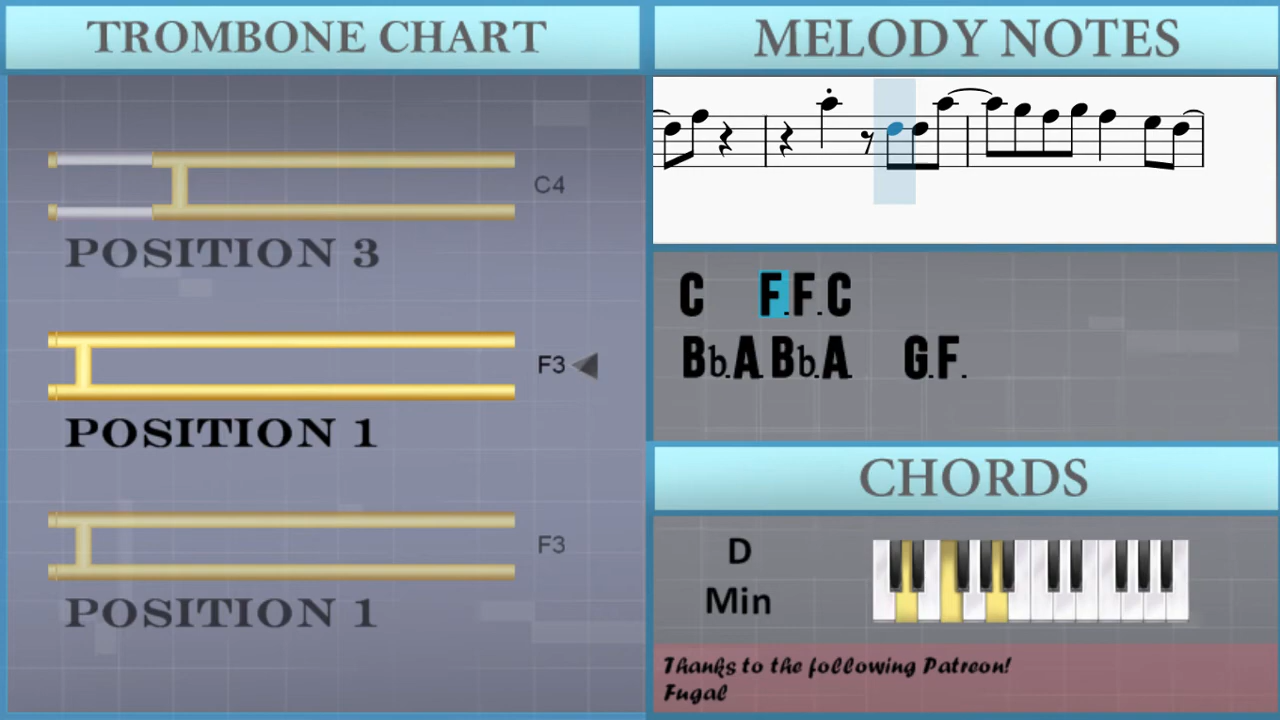 TROMBONE CHART
C4
POSITION 3
F3
POSITION 1
F3
POSITION 1
MELODY NOTES
C F.F.C
Bb.A.Bb.A. G.F.
CHORDS
D
Min
Thanks to the following Patreon!
Fugal